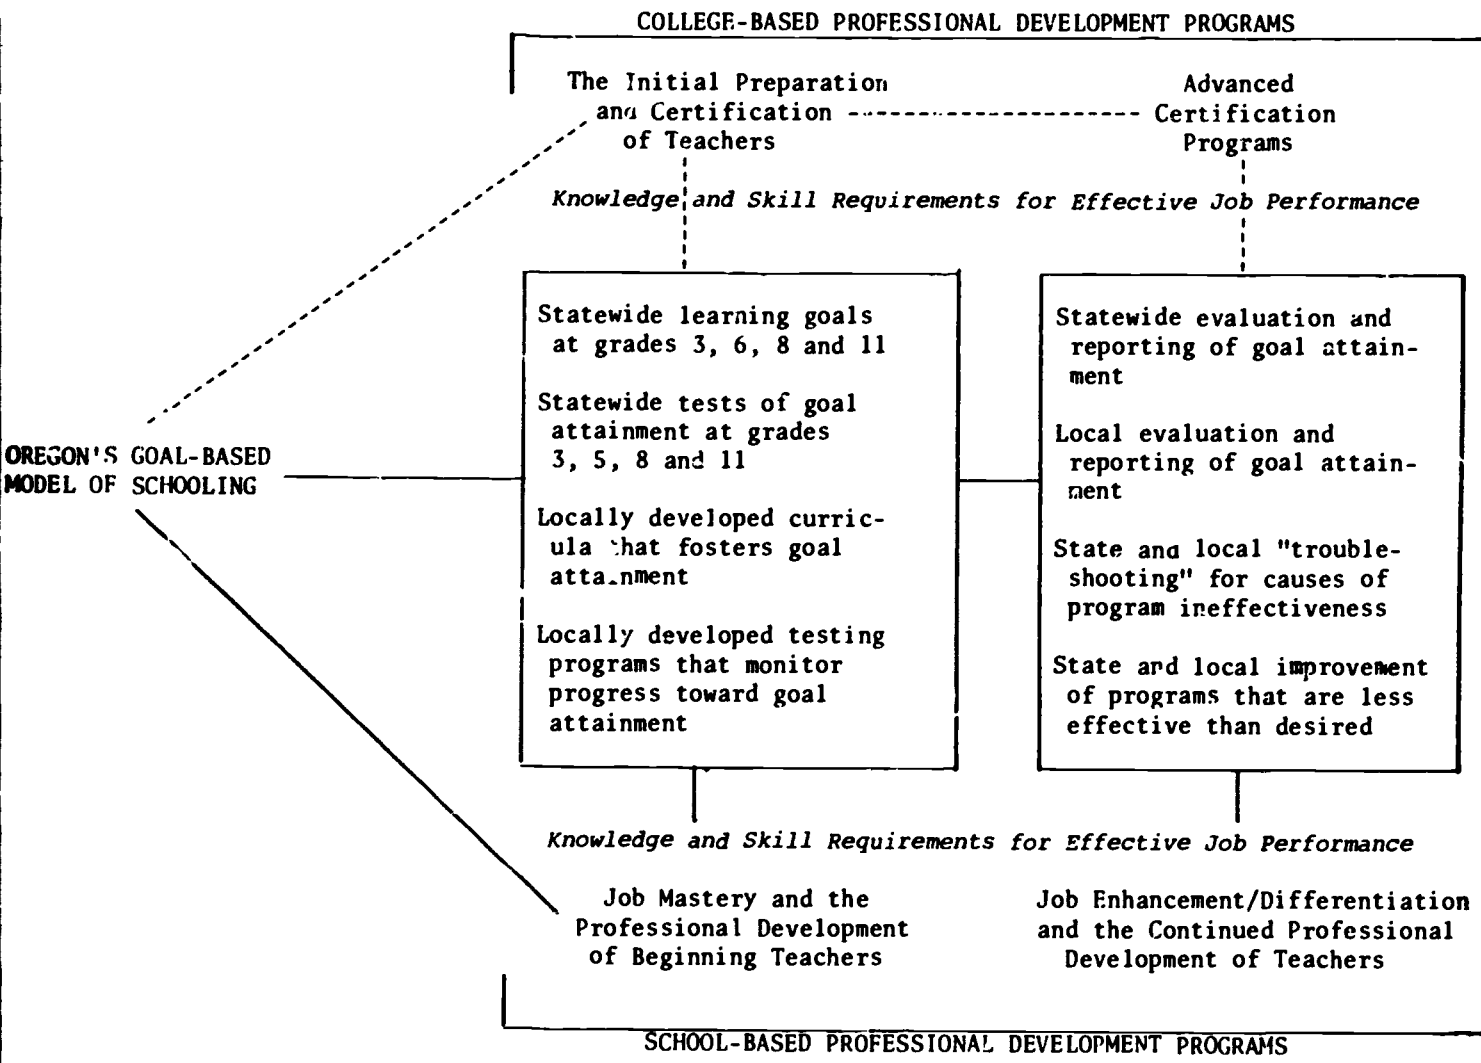 COLLEGE-BASED PROFESSIONAL DEVELOPMENT PROGRAMS
The Initial Preparation
and Certification
of Teachers
Advanced
Certification
Programs
Knowledge and Skill Requirements for Effective Job Performance
OREGON'S GOAL-BASED
MODEL OF SCHOOLING
Statewide learning goals
at grades 3, 6, 8 and 11
Statewide tests of goal
attainment at grades
3, 5, 8 and 11
Locally developed curric-
ula that fosters goal
attainment
Locally developed testing
programs that monitor
progress toward goal
attainment
Statewide evaluation and
reporting of goal attain-
ment
Local evaluation and
reporting of goal attain-
ment
State and local "trouble-
shooting" for causes of
program ineffectiveness
State and local improvement
of programs that are less
effective than desired
Knowledge and Skill Requirements for Effective Job Performance
Job Mastery and the
Professional Development
of Beginning Teachers
Job Enhancement/Differentiation
and the Continued Professional
Development of Teachers
SCHOOL-BASED PROFESSIONAL DEVELOPMENT PROGRAMS